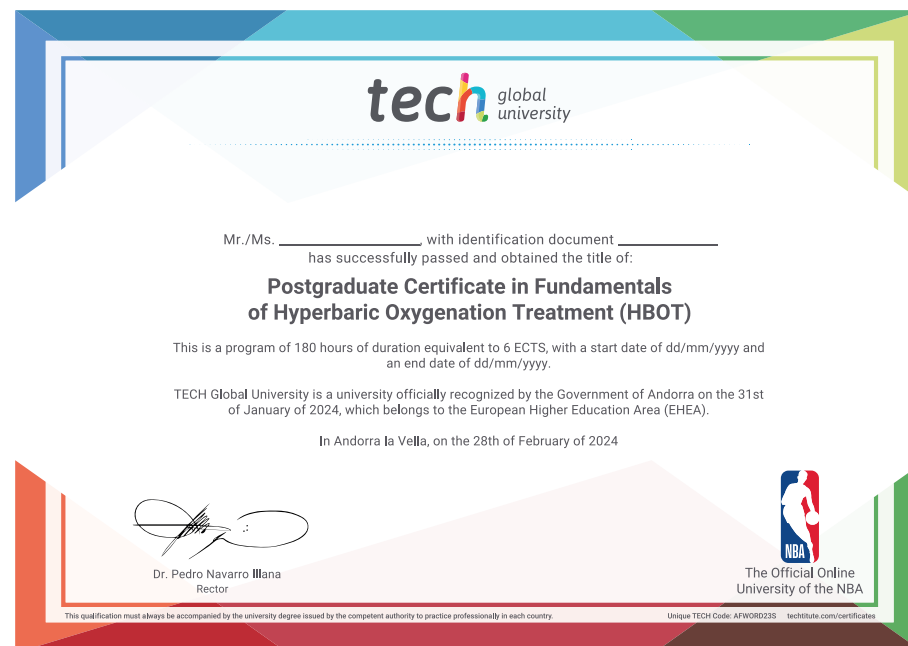 tech global university
Mr./Ms. ____________________, with identification document ______________
has successfully passed and obtained the title of:
Postgraduate Certificate in Fundamentals
of Hyperbaric Oxygenation Treatment (HBOT)
This is a program of 180 hours of duration equivalent to 6 ECTS, with a start date of dd/mm/yyyy and
an end date of dd/mm/yyyy.
TECH Global University is a university officially recognized by the Government of Andorra on the 31st
of January of 2024, which belongs to the European Higher Education Area (EHEA).
In Andorra la Vella, on the 28th of February of 2024
Dr. Pedro Navarro Illana
Rector
NBA
The Official Online
University of the NBA
This qualification must always be accompanied by the university degree issued by the competent authority to practice professionally in each country.
Unique TECH Code: AFWORD23S techtitute.com/certificates